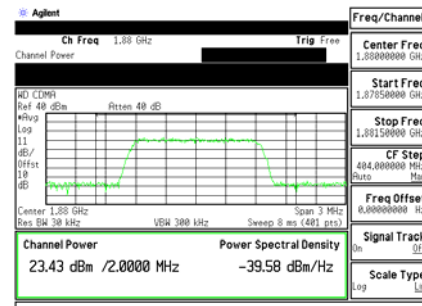 Agilent
Freq/Channel
Ch Freq 1.88 GHz Trig Free
Channel Power
Center Freq
1.88000000 GHz
Start Freq
1.87850000 GHz
Stop Freq
1.88150000 GHz
CF Step
404.000000 MHz
Auto Man
Freq Offset
0.00000000 Hz
Signal Track
On Off
Scale Type
Log Lin
WD CDMA
Ref 40 dBm Atten 40 dB
#Avg
Log
11
dB/
Offst
10
dB
Center 1.88 GHz Span 3 MHz
Res BW 30 kHz VBW 300 kHz Sweep 8 ms (401 pts)
Channel Power Power Spectral Density
23.43 dBm /2.0000 MHz -39.58 dBm/Hz